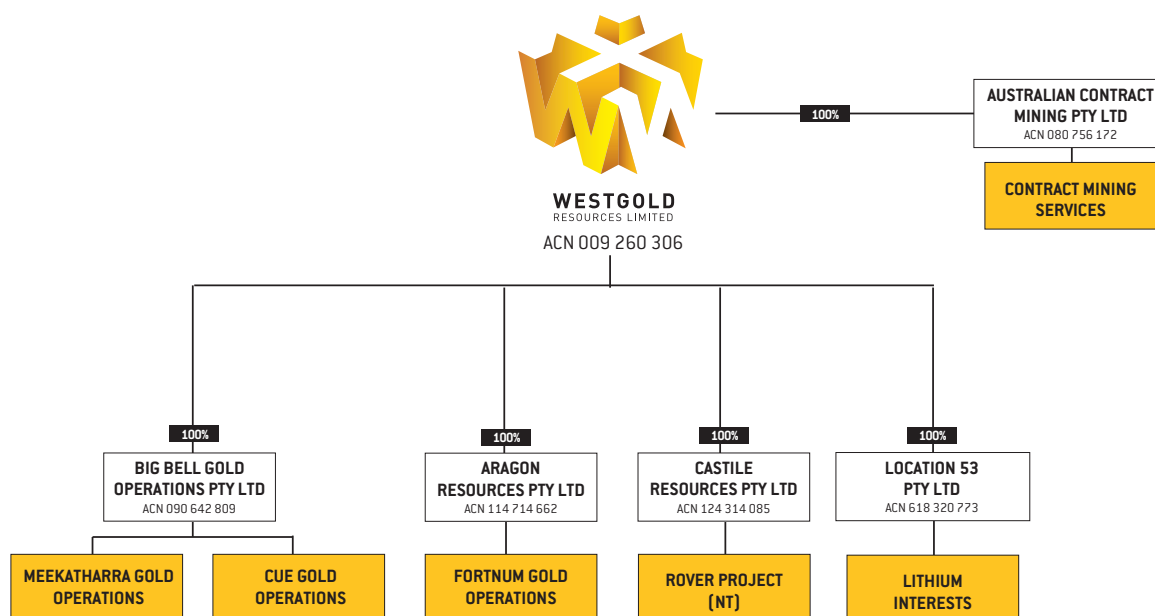 100%
AUSTRALIAN CONTRACT
MINING PTY LTD
ACN 080 756 172
CONTRACT MINING
SERVICES
WESTGOLD
RESOURCES LIMITED
ACN 009 260 306
100%
BIG BELL GOLD
OPERATIONS PTY LTD
ACN 090 642 809
MEEKATHARRA GOLD
OPERATIONS
CUE GOLD
OPERATIONS
100%
ARAGON
RESOURCES PTY LTD
ACN 114 714 662
FORTNUM GOLD
OPERATIONS
100%
CASTILE
RESOURCES PTY LTD
ACN 124 314 085
ROVER PROJECT
(NT)
100%
LOCATION 53
PTY LTD
ACN 618 320 773
LITHIUM
INTERESTS